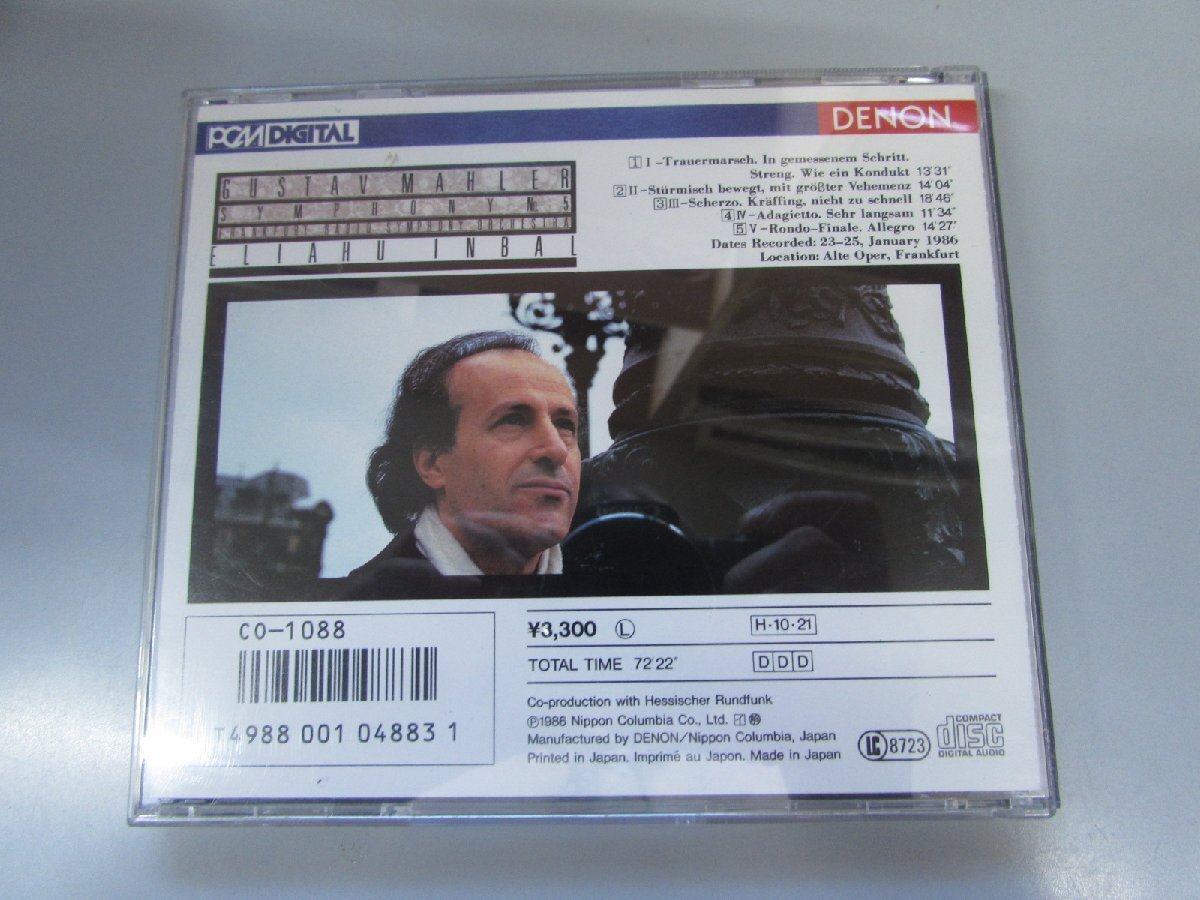 PCM DIGITAL
DENON
GUSTAV MAHLER
SYMPHONY No. 5
FRANKFURT RADIO SYMPHONY ORCHESTRA
ELIAHU INBAL
1 I–Trauermarsch. In gemessenem Schritt.
Streng. Wie ein Kondukt 13'31"
2 II–Stürmisch bewegt, mit größter Vehemenz 14'04"
3 III–Scherzo. Kräffing, nicht zu schnell 18'46"
4 IV–Adagietto. Sehr langsam 11'34"
5 V–Rondo–Finale. Allegro 14'27"
Dates Recorded: 23–25, January 1986
Location: Alte Oper, Frankfurt
CO-1088
T4988 001 04883 1
¥3,300 Ⓛ H·10·21
TOTAL TIME 72'22" DDD
Co-production with Hessischer Rundfunk
℗1986 Nippon Columbia Co., Ltd.
Manufactured by DENON/Nippon Columbia, Japan
Printed in Japan. Imprimé au Japon. Made in Japan
LC 8723
COMPACT
disc
DIGITAL AUDIO